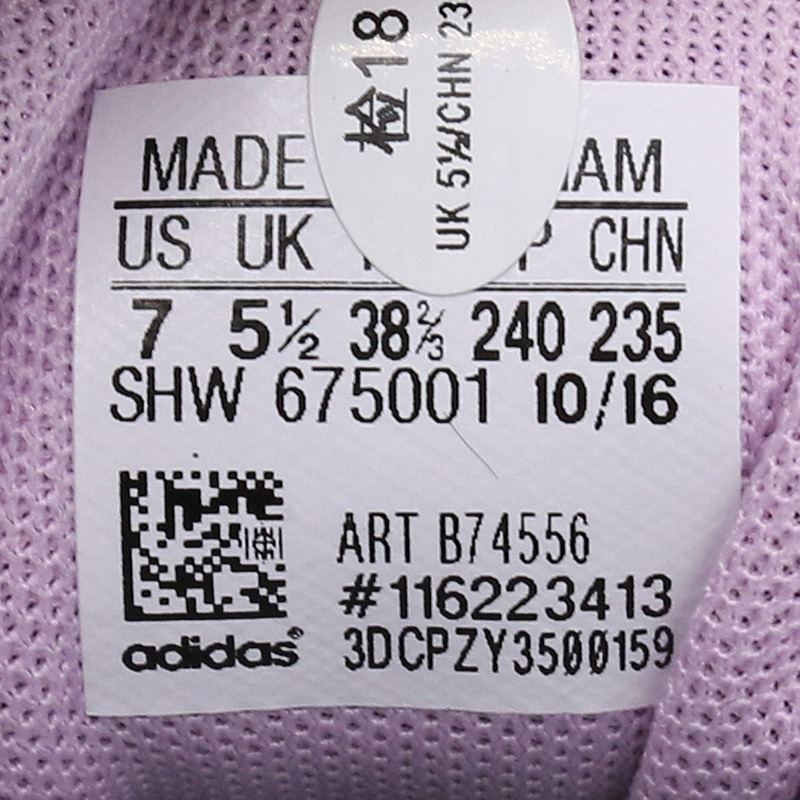 检18
UK 5½/CHN 23
MADE
US UK CHN
7 5½ 38⅔ 240 235
SHW 675001 10/16
ART B74556
#116223413
adidas®
3DCPZY3500159